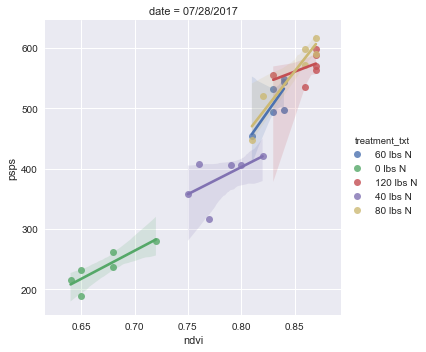 date = 07/28/2017
600
500
400
300
200
psps
0.65 0.70 0.75 0.80 0.85
ndvi
treatment_txt
60 lbs N
0 lbs N
120 lbs N
40 lbs N
80 lbs N